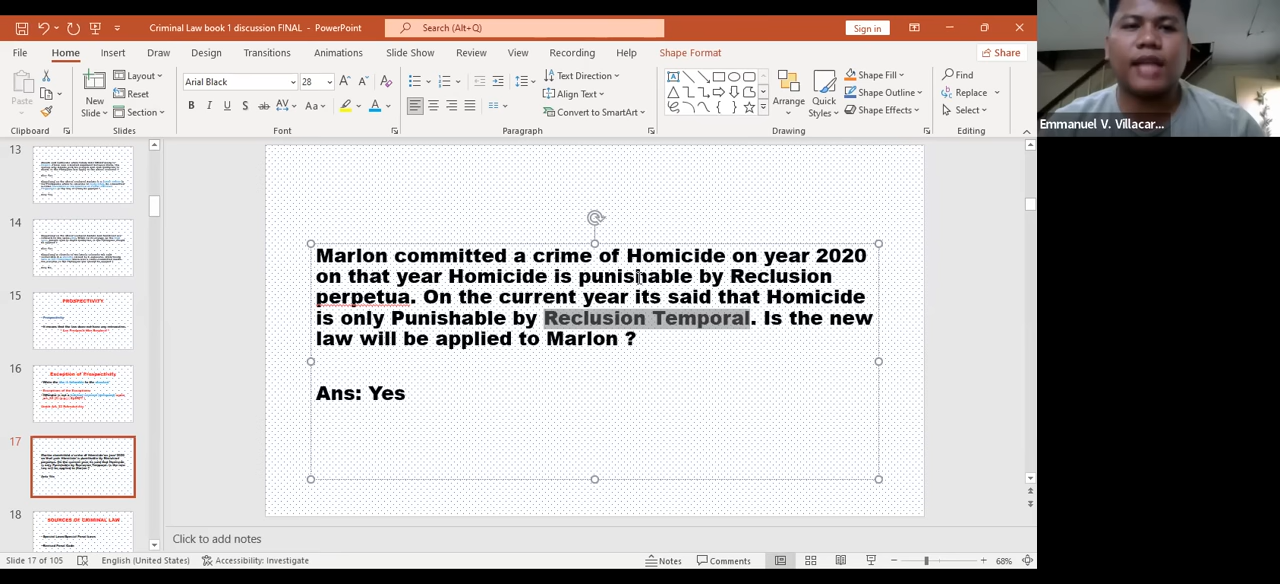 Criminal Law book 1 discussion FINAL - PowerPoint
Search (Alt+Q)
Sign in
File Home Insert Draw Design Transitions Animations Slide Show Review View Recording Help Shape Format
Share
Paste
New
Slide
Layout
Reset
Section
Arial Black
28
Text Direction
Align Text
Convert to SmartArt
Arrange
Quick
Styles
Shape Fill
Shape Outline
Shape Effects
Find
Replace
Select
Clipboard
Slides
Font
Paragraph
Drawing
Editing
Emmanuel V. Villacar...
13
14
15
PROSPECTIVITY
16
Exception of Prospectivity
17
18
SOURCES OF CRIMINAL LAW
Marlon committed a crime of Homicide on year 2020
on that year Homicide is punishable by Reclusion
perpetua. On the current year its said that Homicide
is only Punishable by Reclusion Temporal. Is the new
law will be applied to Marlon ?
Ans: Yes
Click to add notes
Slide 17 of 105
English (United States)
Accessibility: Investigate
Notes
Comments
68%